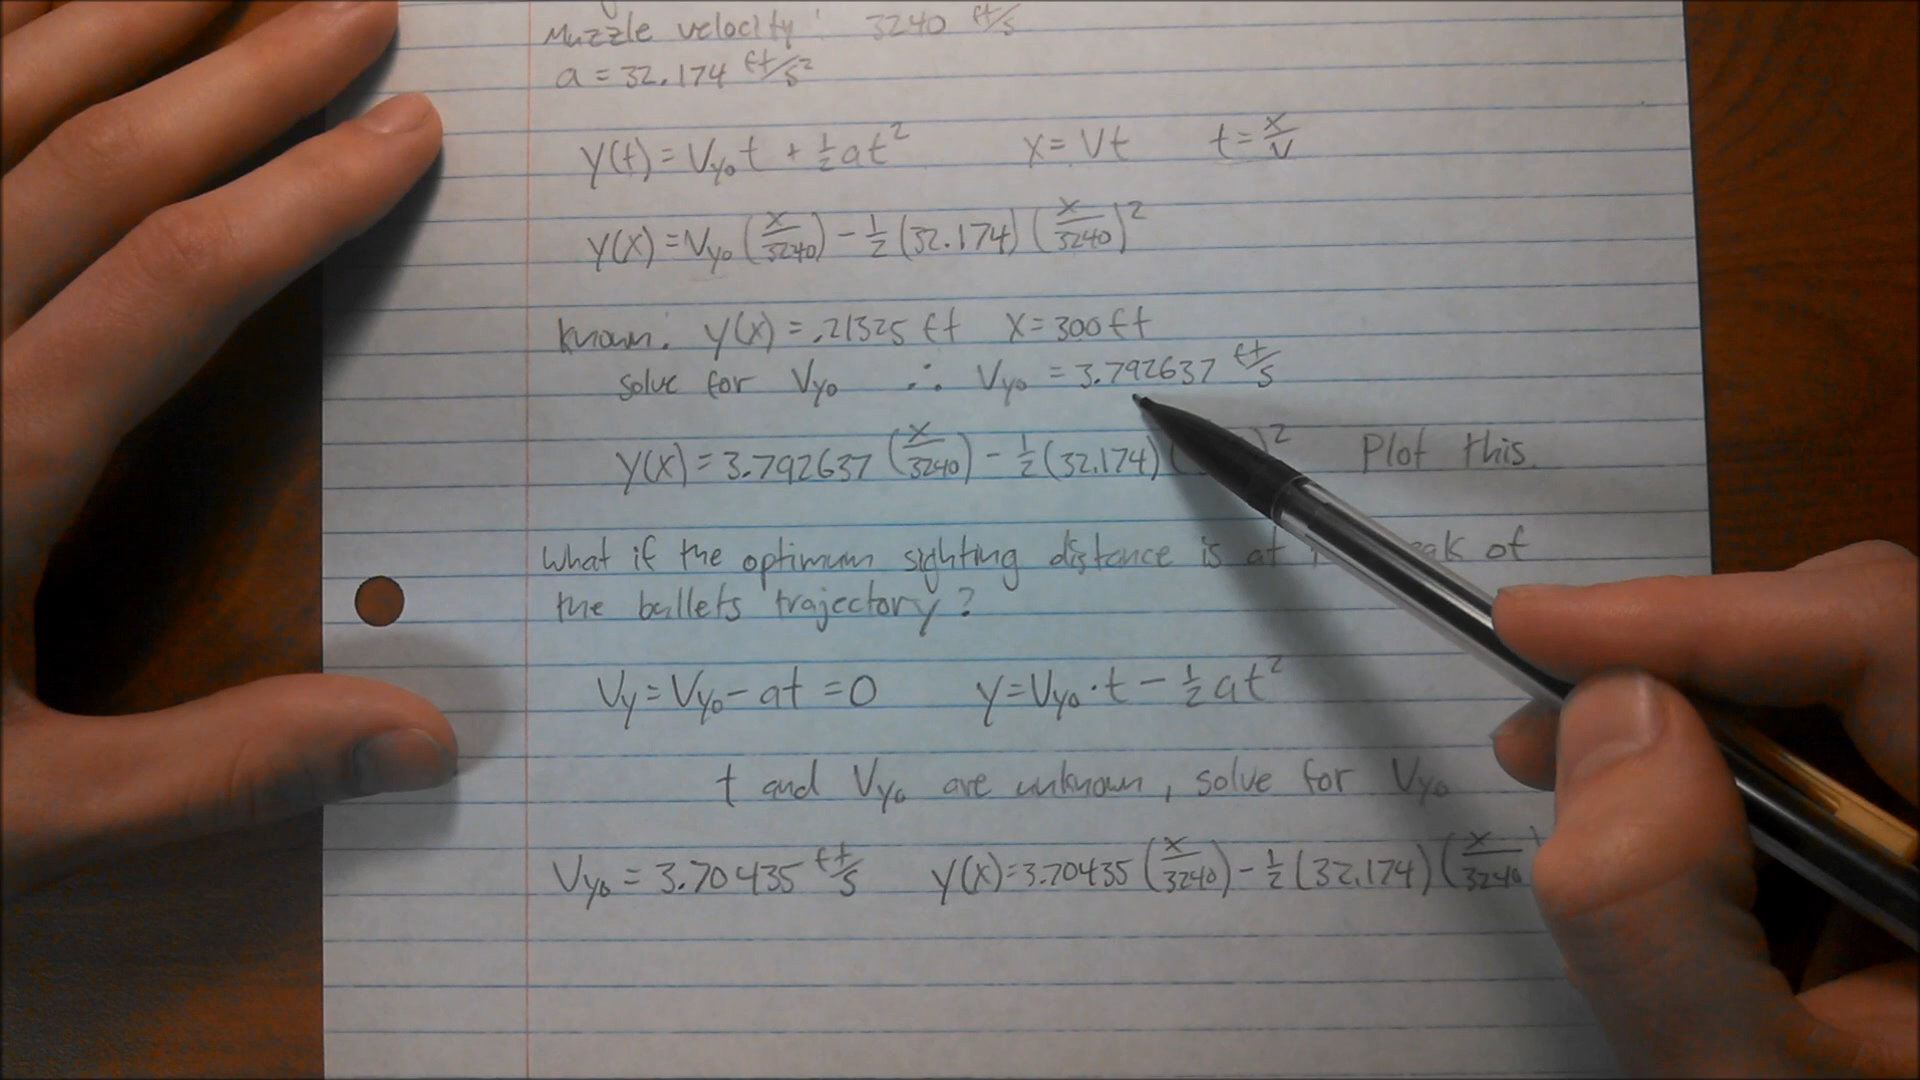 Muzzle velocity: 3240 ft/s
a = 32.174 ft/s²
y(t) = Vy₀t + ½at² x = Vt t = x/V
y(x) = Vy₀(x/3240) - ½(32.174)(x/3240)²
Known: y(x) = .21325 ft x = 300 ft
solve for Vy₀ ∴ Vy₀ = 3.792637 ft/s
y(x) = 3.792637(x/3240) - ½(32.174)( )² Plot this.
What if the optimum sighting distance is at of
the bullets trajectory?
Vy = Vy₀ - at = 0 y = Vy₀·t - ½at²
t and Vy₀ are unknown, solve for Vy₀
Vy₀ = 3.70435 ft/s y(x) = 3.70435(x/3240) - ½(32.174)(x/3240)